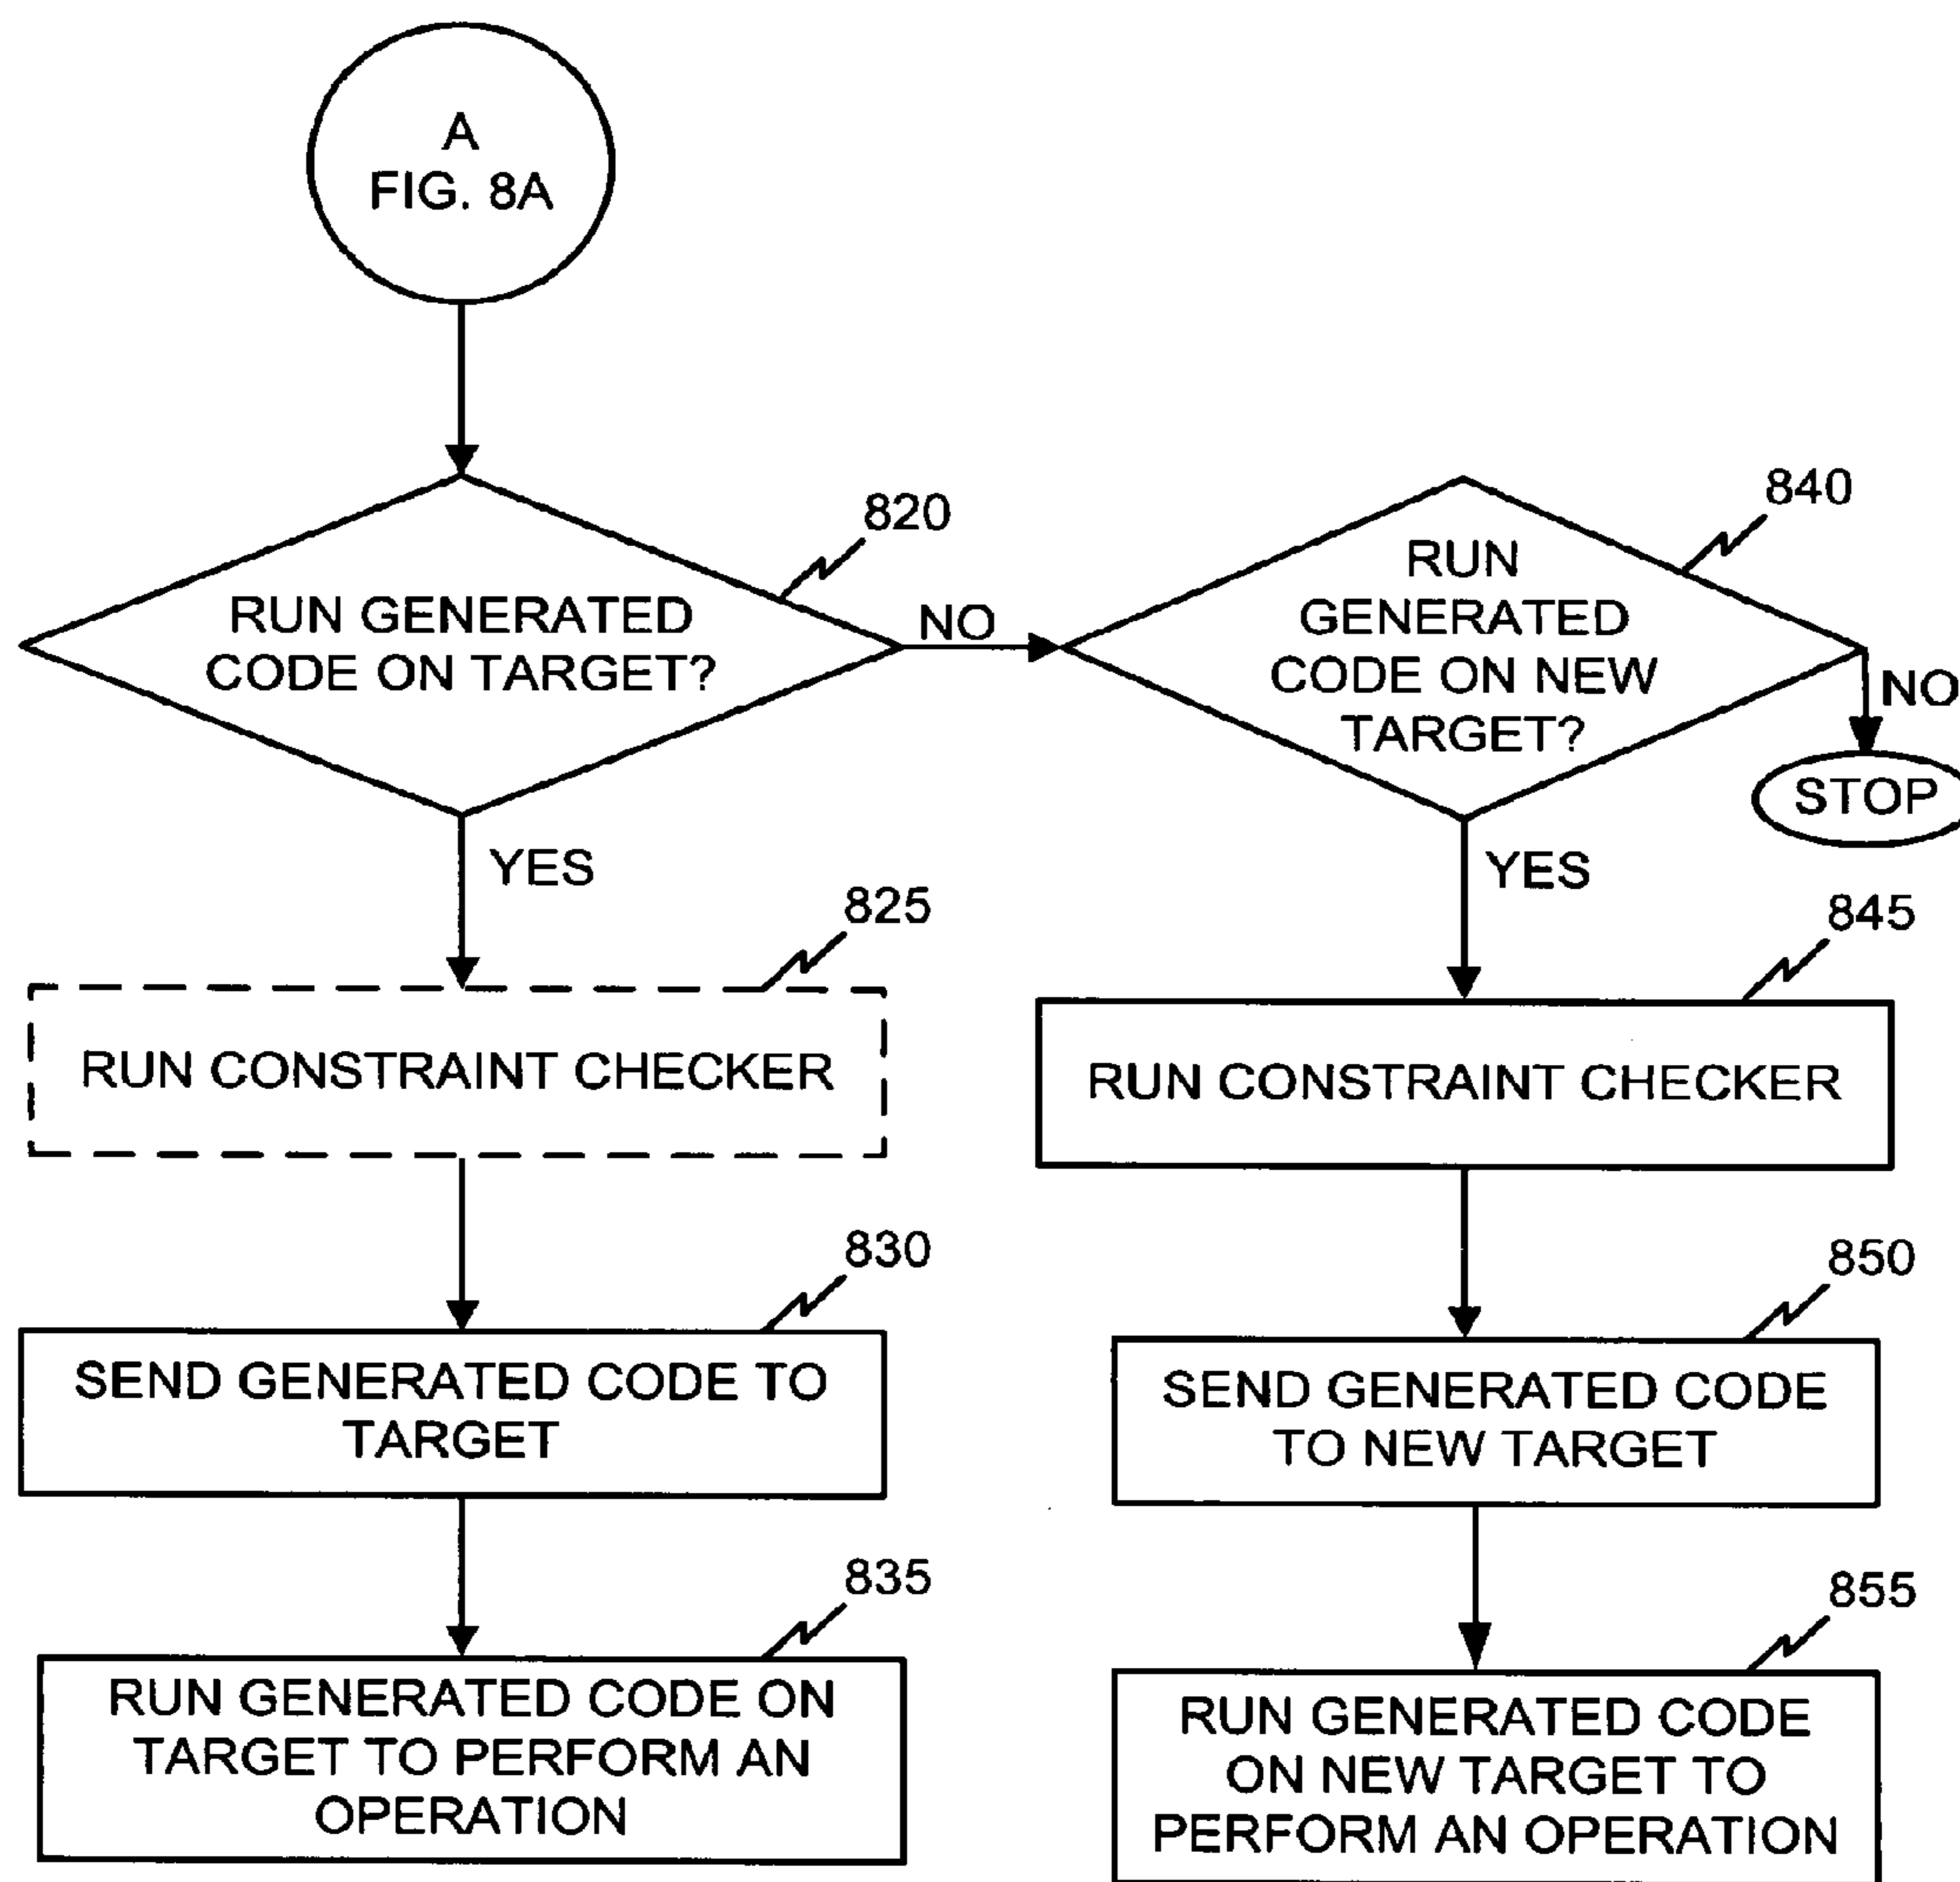 A
FIG. 8A
820
RUN GENERATED
CODE ON TARGET?
NO
840
RUN
GENERATED
CODE ON NEW
TARGET?
NO
STOP
YES
825
RUN CONSTRAINT CHECKER
830
SEND GENERATED CODE TO
TARGET
835
RUN GENERATED CODE ON
TARGET TO PERFORM AN
OPERATION
YES
845
RUN CONSTRAINT CHECKER
850
SEND GENERATED CODE
TO NEW TARGET
855
RUN GENERATED CODE
ON NEW TARGET TO
PERFORM AN OPERATION